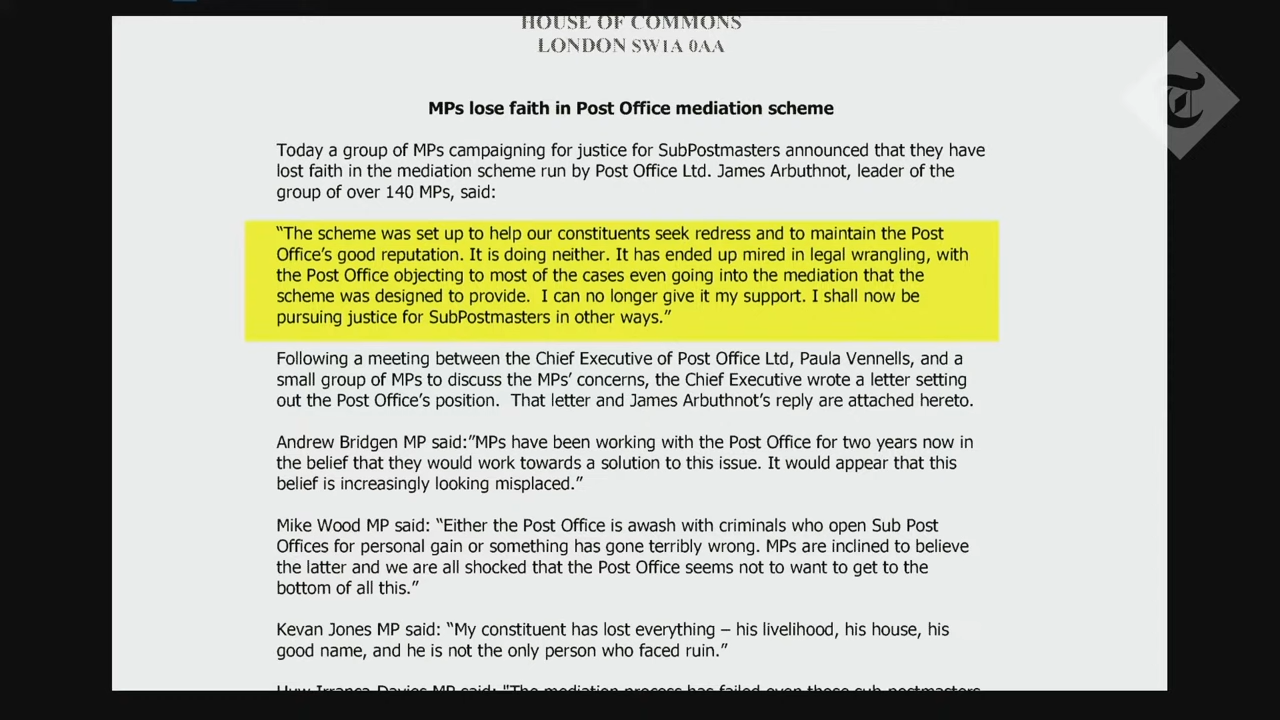 HOUSE OF COMMONS
LONDON SW1A 0AA
MPs lose faith in Post Office mediation scheme
Today a group of MPs campaigning for justice for SubPostmasters announced that they have
lost faith in the mediation scheme run by Post Office Ltd. James Arbuthnot, leader of the
group of over 140 MPs, said:
“The scheme was set up to help our constituents seek redress and to maintain the Post
Office’s good reputation. It is doing neither. It has ended up mired in legal wrangling, with
the Post Office objecting to most of the cases even going into the mediation that the
scheme was designed to provide.  I can no longer give it my support. I shall now be
pursuing justice for SubPostmasters in other ways.”
Following a meeting between the Chief Executive of Post Office Ltd, Paula Vennells, and a
small group of MPs to discuss the MPs’ concerns, the Chief Executive wrote a letter setting
out the Post Office’s position.  That letter and James Arbuthnot’s reply are attached hereto.
Andrew Bridgen MP said:”MPs have been working with the Post Office for two years now in
the belief that they would work towards a solution to this issue. It would appear that this
belief is increasingly looking misplaced.”
Mike Wood MP said: “Either the Post Office is awash with criminals who open Sub Post
Offices for personal gain or something has gone terribly wrong. MPs are inclined to believe
the latter and we are all shocked that the Post Office seems not to want to get to the
bottom of all this.”
Kevan Jones MP said: “My constituent has lost everything – his livelihood, his house, his
good name, and he is not the only person who faced ruin.”
Huw Irranca-Davies MP said: "The mediation process has failed even those sub-postmasters
T